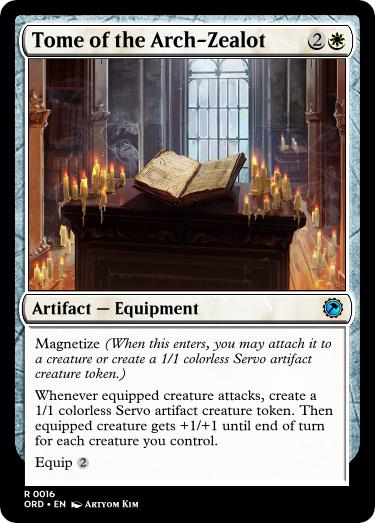 Tome of the Arch-Zealot 2
Artifact — Equipment
Magnetize (When this enters, you may attach it to
a creature or create a 1/1 colorless Servo artifact
creature token.)
Whenever equipped creature attacks, create a
1/1 colorless Servo artifact creature token. Then
equipped creature gets +1/+1 until end of turn
for each creature you control.
Equip 2
R 0016
ORD • EN Artyom Kim